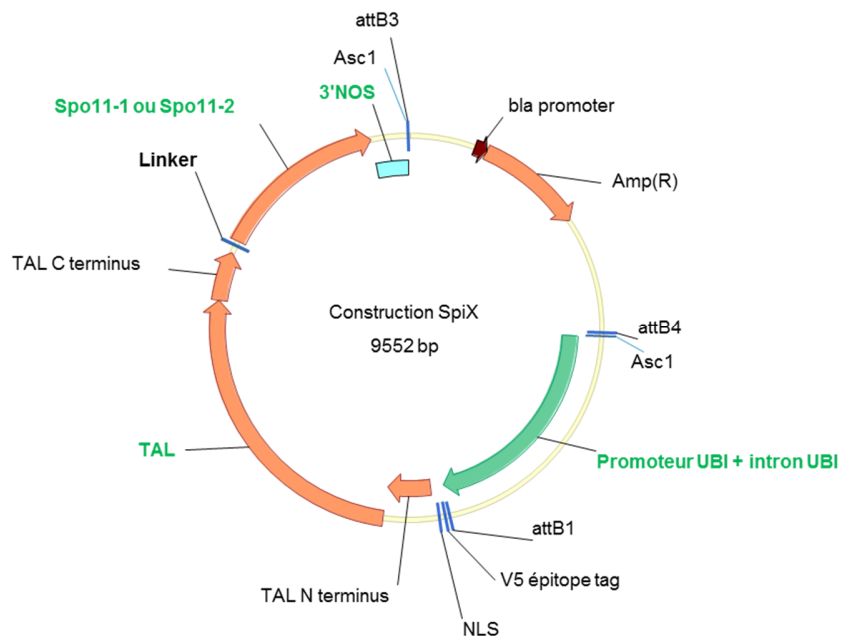 attB3
Asc1
3'NOS
bla promoter
Spo11-1 ou Spo11-2
Linker
Amp(R)
TAL C terminus
Construction SpiX
9552 bp
attB4
Asc1
TAL
Promoteur UBI + intron UBI
attB1
V5 épitope tag
TAL N terminus
NLS